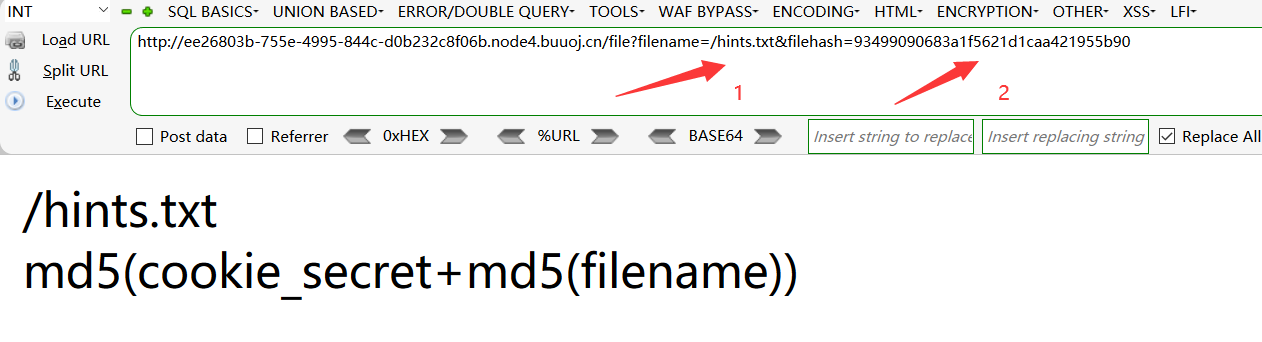 INT SQL BASICS UNION BASED ERROR/DOUBLE QUERY TOOLS WAF BYPASS ENCODING HTML ENCRYPTION OTHER XSS LFI
Load URL
http://ee26803b-755e-4995-844c-d0b232c8f06b.node4.buuoj.cn/file?filename=/hints.txt&filehash=93499090683a1f5621d1caa421955b90
Split URL
1
2
Execute
Post data Referrer 0xHEX %URL BASE64 Insert string to replace Insert replacing string Replace All
/hints.txt
md5(cookie_secret+md5(filename))